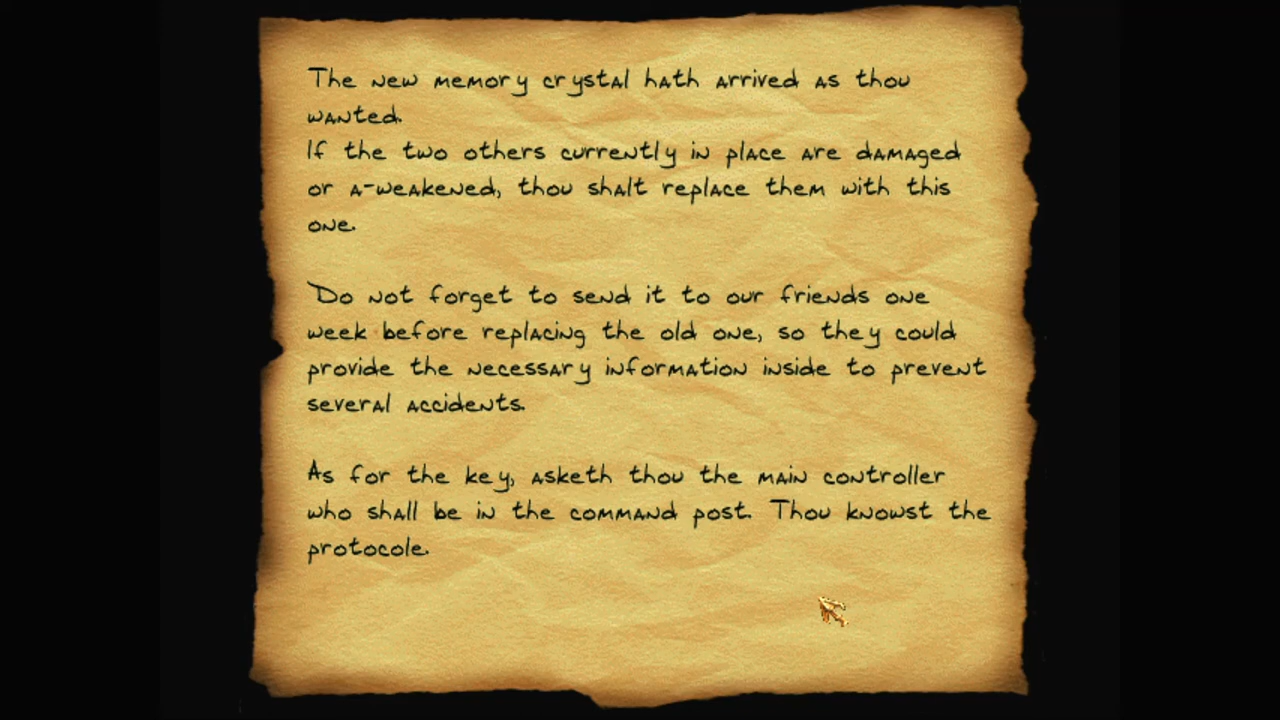 The new memory crystal hath arrived as thou
wanted.
If the two others currently in place are damaged
or a-weakened, thou shalt replace them with this
one.
Do not forget to send it to our friends one
week before replacing the old one, so they could
provide the necessary information inside to prevent
several accidents.
As for the key, asketh thou the main controller
who shall be in the command post. Thou knowst the
protocole.